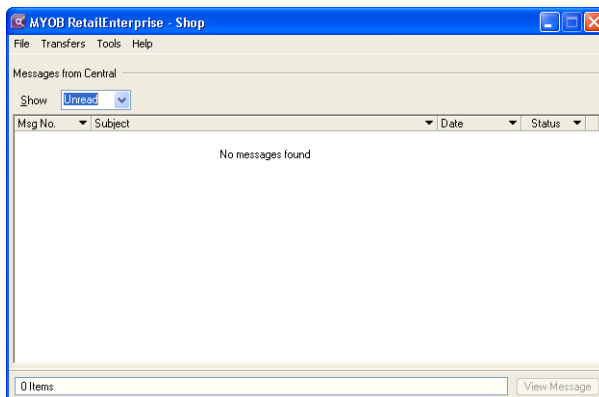 MYOB RetailEnterprise - Shop
File Transfers Tools Help
Messages from Central
Show Unread
Msg No. Subject Date Status
No messages found
0 Items View Message